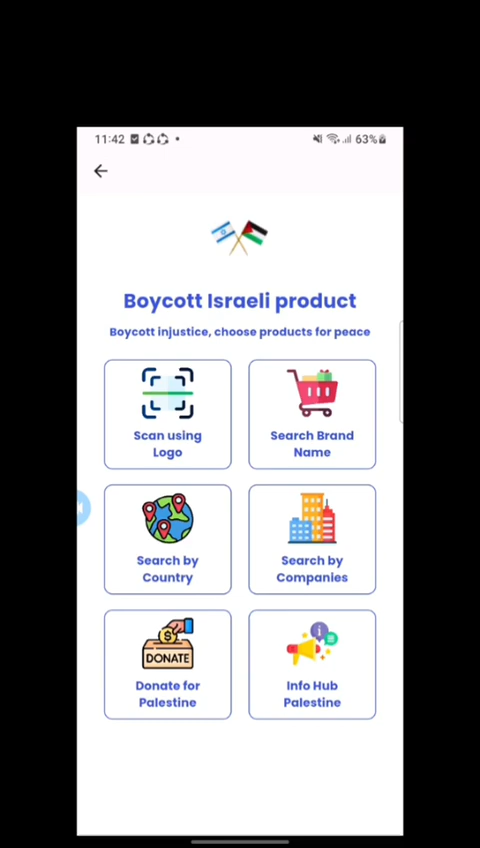 11:42
63%
Boycott Israeli product
Boycott injustice, choose products for peace
Scan using
Logo
Search Brand
Name
Search by
Country
Search by
Companies
DONATE
Donate for
Palestine
Info Hub
Palestine